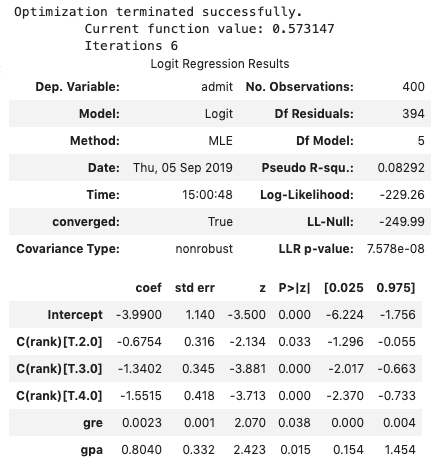 Optimization terminated successfully.
Current function value: 0.573147
Iterations 6
Logit Regression Results
Dep. Variable: admit No. Observations: 400
Model: Logit Df Residuals: 394
Method: MLE Df Model: 5
Date: Thu, 05 Sep 2019 Pseudo R-squ.: 0.08292
Time: 15:00:48 Log-Likelihood: -229.26
converged: True LL-Null: -249.99
Covariance Type: nonrobust LLR p-value: 7.578e-08
coef std err z P>|z| [0.025 0.975]
Intercept -3.9900 1.140 -3.500 0.000 -6.224 -1.756
C(rank)[T.2.0] -0.6754 0.316 -2.134 0.033 -1.296 -0.055
C(rank)[T.3.0] -1.3402 0.345 -3.881 0.000 -2.017 -0.663
C(rank)[T.4.0] -1.5515 0.418 -3.713 0.000 -2.370 -0.733
gre 0.0023 0.001 2.070 0.038 0.000 0.004
gpa 0.8040 0.332 2.423 0.015 0.154 1.454